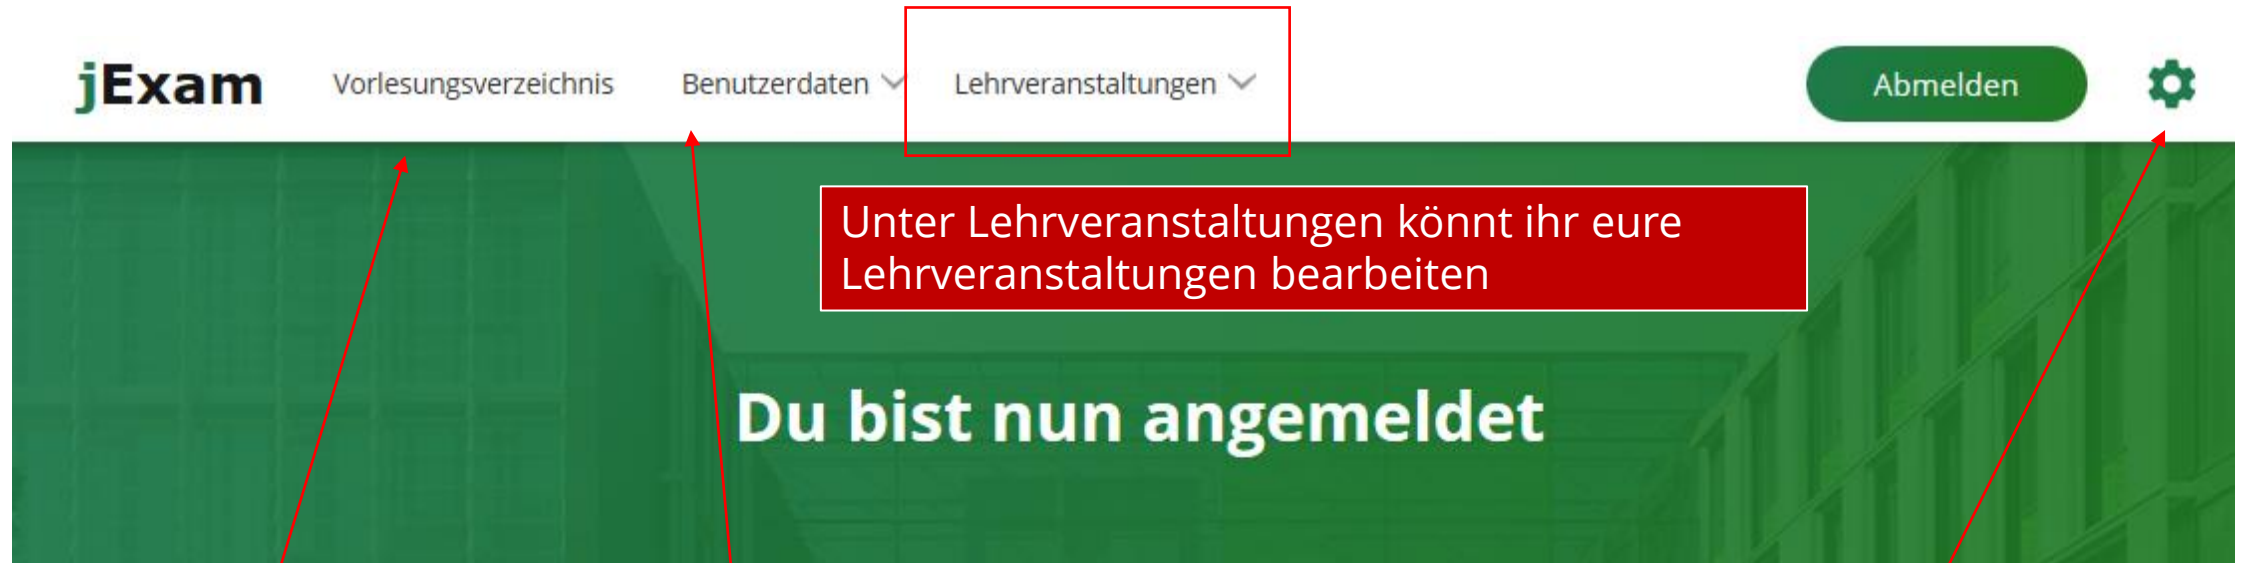 jExam Vorlesungsverzeichnis Benutzerdaten Lehrveranstaltungen Abmelden
Unter Lehrveranstaltungen könnt ihr eure
Lehrveranstaltungen bearbeiten
Du bist nun angemeldet